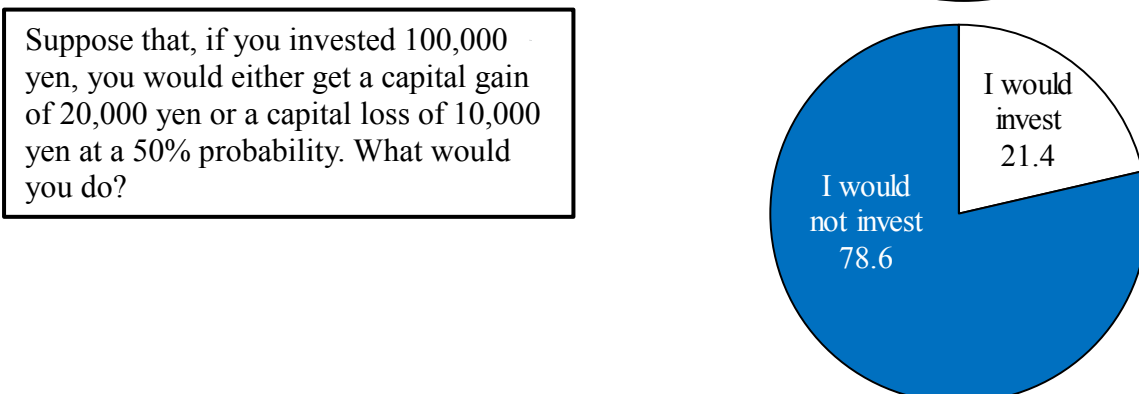 Suppose that, if you invested 100,000
yen, you would either get a capital gain
of 20,000 yen or a capital loss of 10,000
yen at a 50% probability. What would
you do?
I would
invest
21.4
I would
not invest
78.6